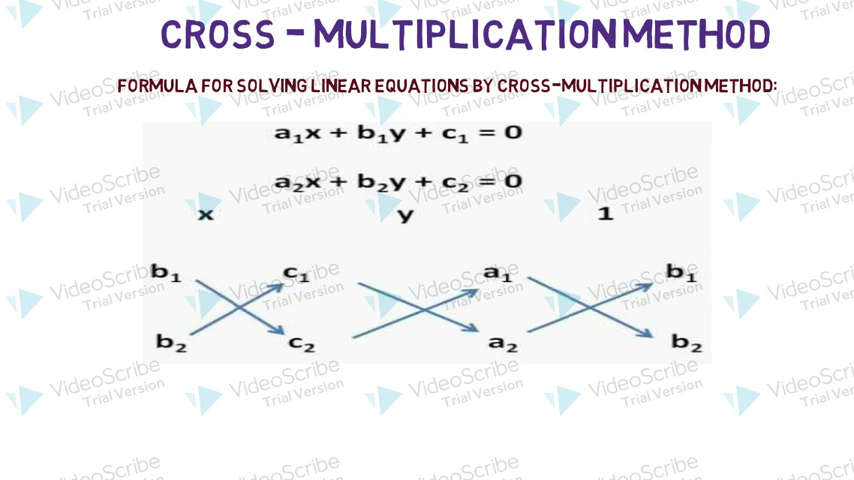 CROSS - MULTIPLICATION METHOD
FORMULA FOR SOLVING LINEAR EQUATIONS BY CROSS-MULTIPLICATION METHOD:
a₁x + b₁y + c₁ = 0
a₂x + b₂y + c₂ = 0
x y 1
b₁ c₁ a₁ b₁
b₂ c₂ a₂ b₂
VideoScribe
Trial Version